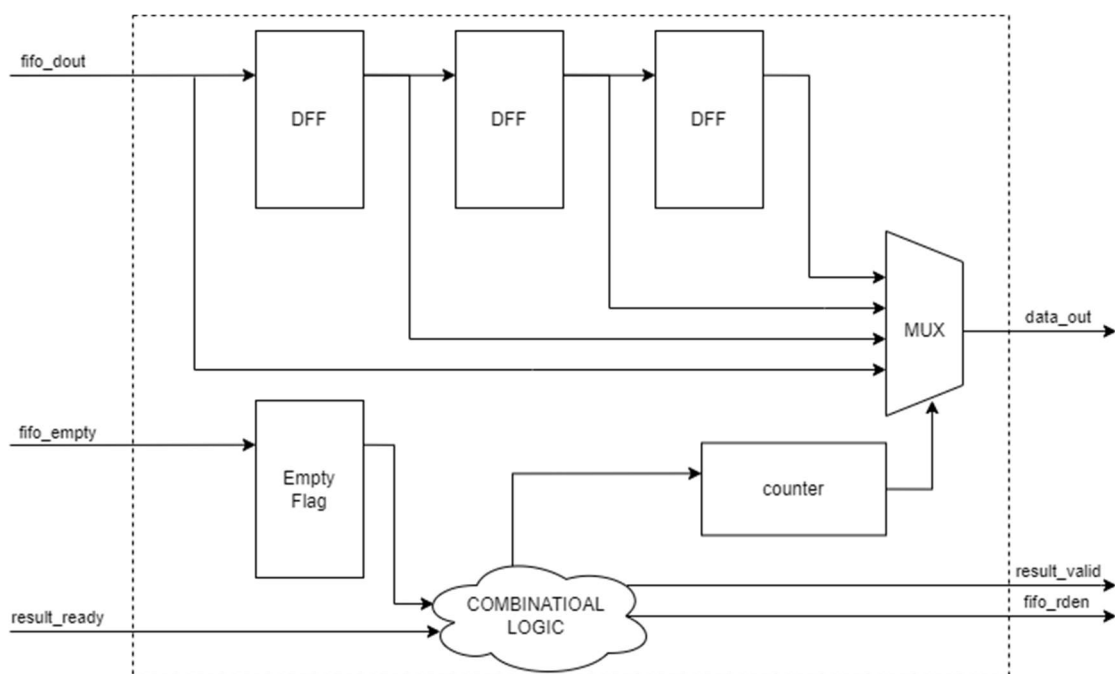 fifo_dout
DFF
DFF
DFF
MUX
data_out
fifo_empty
Empty
Flag
counter
result_valid
fifo_rden
result_ready
COMBINATIOAL
LOGIC